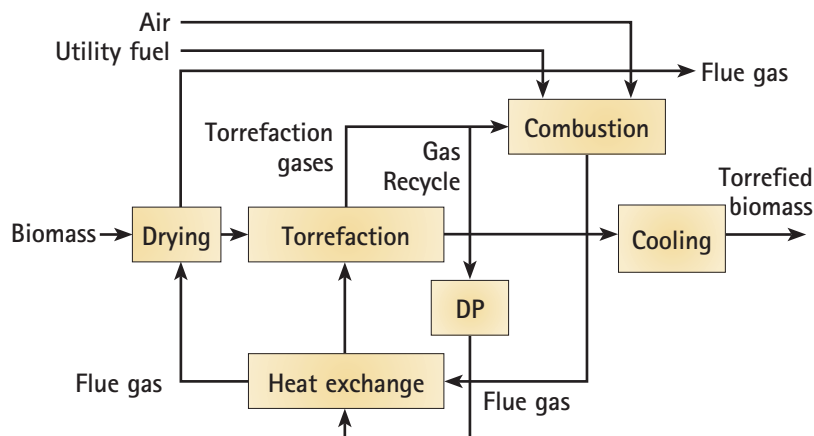 Air
Utility fuel
Flue gas
Combustion
Torrefaction
gases
Gas
Recycle
Torrefied
biomass
Biomass
Drying
Torrefaction
Cooling
DP
Flue gas
Heat exchange
Flue gas